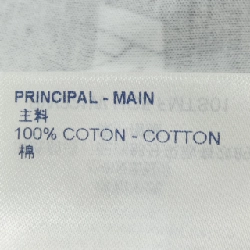 PRINCIPAL - MAIN
主料
100% COTON - COTTON
棉